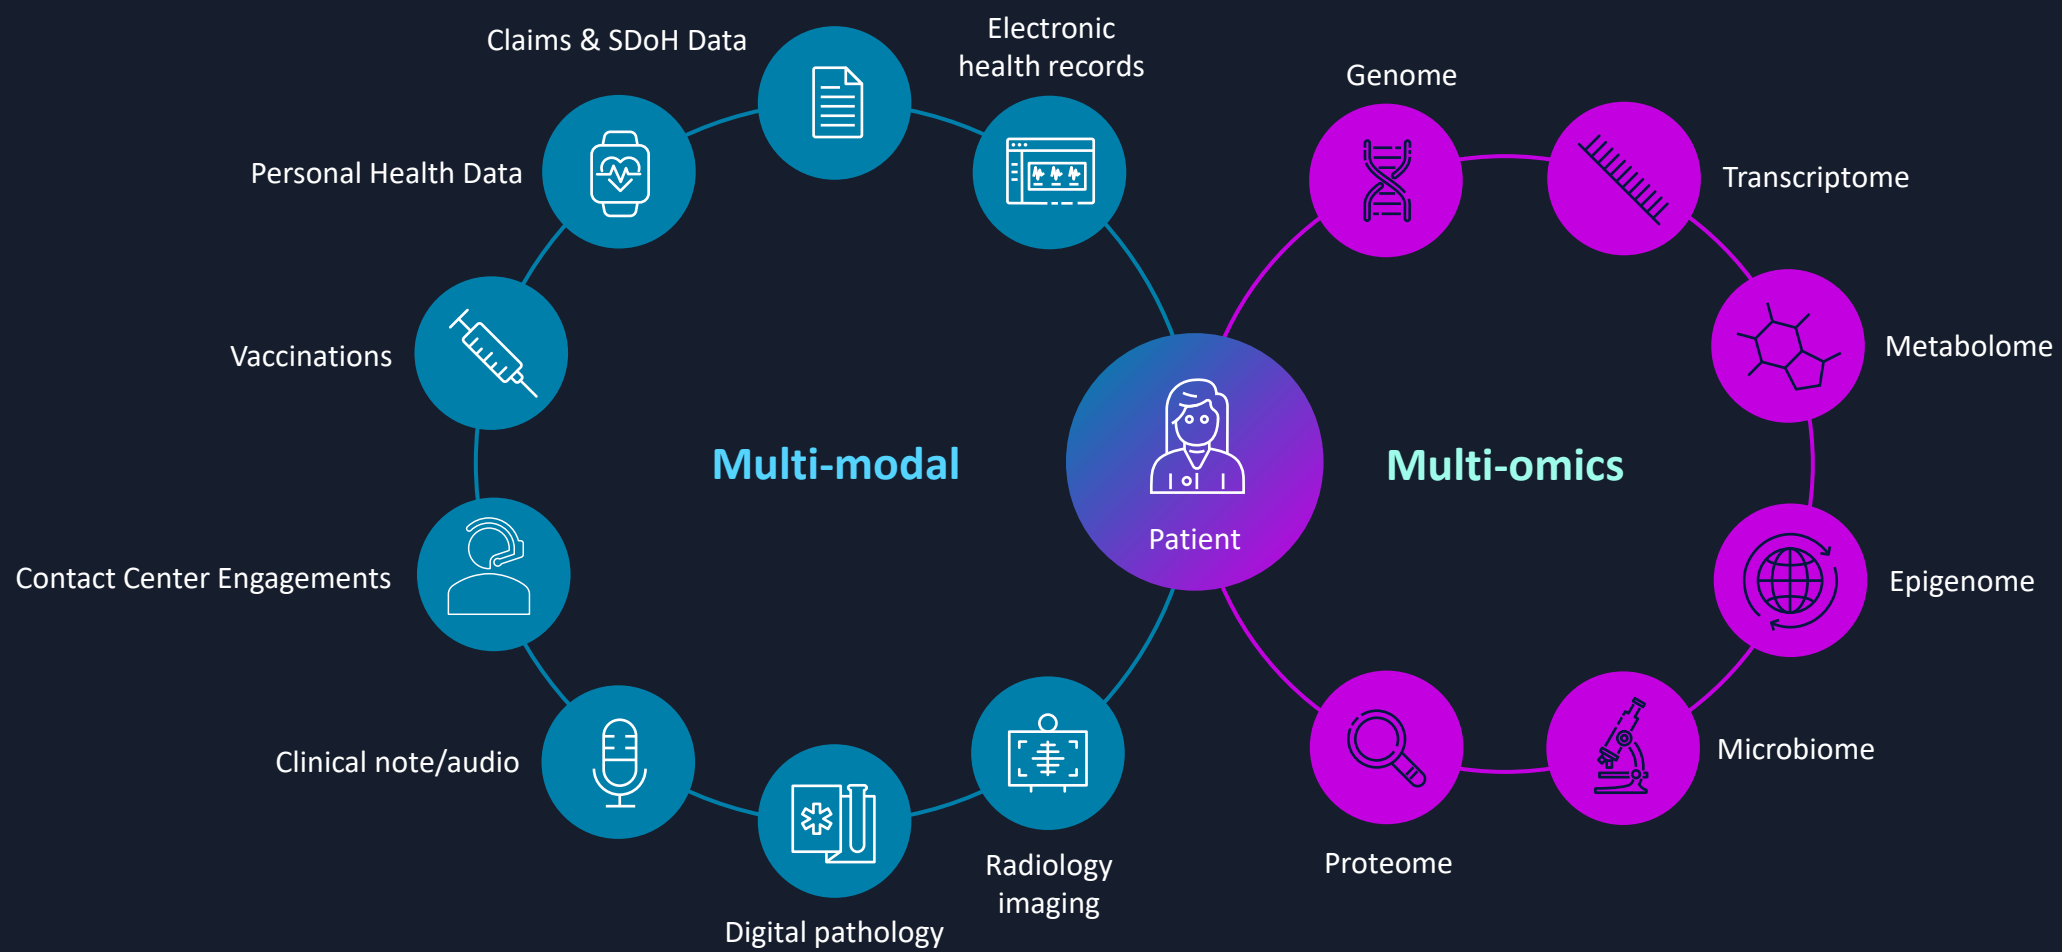 Claims & SDoH Data
Electronic
health records
Personal Health Data
Vaccinations
Contact Center Engagements
Clinical note/audio
Digital pathology
Radiology
imaging
Multi-modal
Patient
Multi-omics
Genome
Transcriptome
Metabolome
Epigenome
Microbiome
Proteome